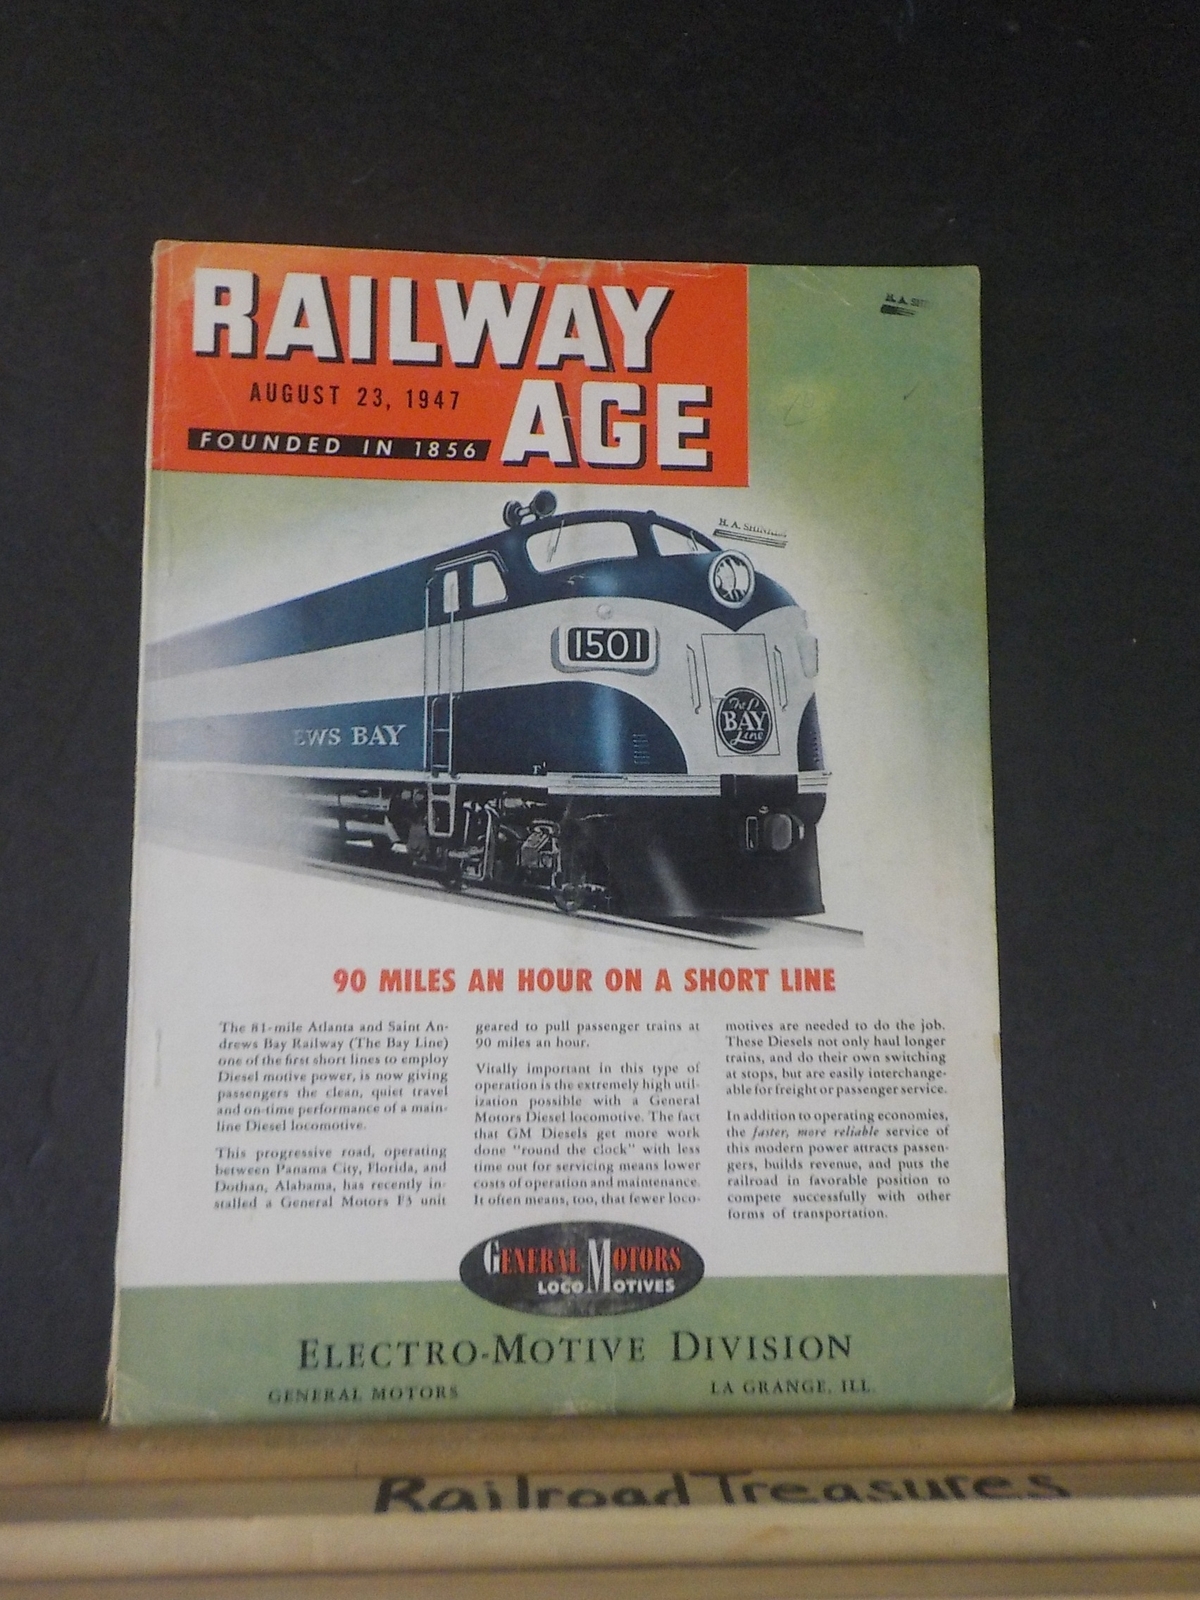 RAILWAY
AGE
AUGUST 23, 1947
FOUNDED IN 1856
H. A.
H. A.
1501
The
BAY
Line
EWS BAY
90 MILES AN HOUR ON A SHORT LINE
The 81-mile Atlanta and Saint An-
drews Bay Railway (The Bay Line)
one of the first short lines to employ
Diesel motive power, is now giving
passengers the clean, quiet travel
and on-time performance of a main-
line Diesel locomotive.
This progressive road, operating
between Panama City, Florida, and
Dothan, Alabama, has recently in-
stalled a General Motors F3 unit
geared to pull passenger trains at
90 miles an hour.
Vitally important in this type of
operation is the extremely high util-
ization possible with a General
Motors Diesel locomotive. The fact
that GM Diesels get more work
done "round the clock" with less
time out for servicing means lower
costs of operation and maintenance.
It often means, too, that fewer loco-
motives are needed to do the job.
These Diesels not only haul longer
trains, and do their own switching
at stops, but are easily interchange-
able for freight or passenger service.
In addition to operating economies,
the faster, more reliable service of
this modern power attracts passen-
gers, builds revenue, and puts the
railroad in favorable position to
compete successfully with other
forms of transportation.
GENERAL MOTORS
LOCOMOTIVES
ELECTRO-MOTIVE DIVISION
GENERAL MOTORS LA GRANGE, ILL.
Railroad Treasures